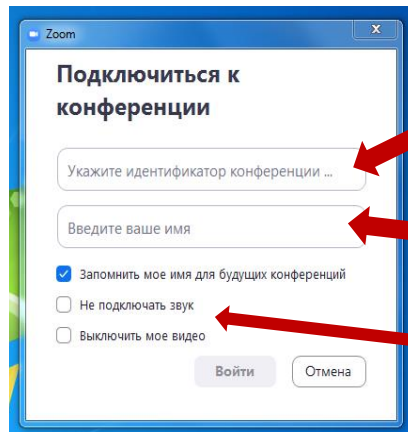 Zoom
x
Подключиться к
конференции
Укажите идентификатор конференции ...
Введите ваше имя
Запомнить мое имя для будущих конференций
Не подключать звук
Выключить мое видео
Войти Отмена